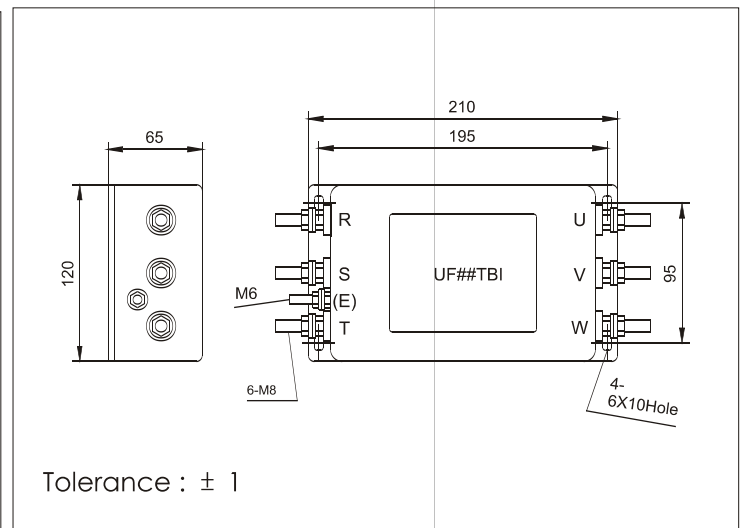 210
65
195
R
U
120
S
UF##TBI
V
95
M6
(E)
T
W
6-M8
4-
6X10Hole
Tolerance : ± 1